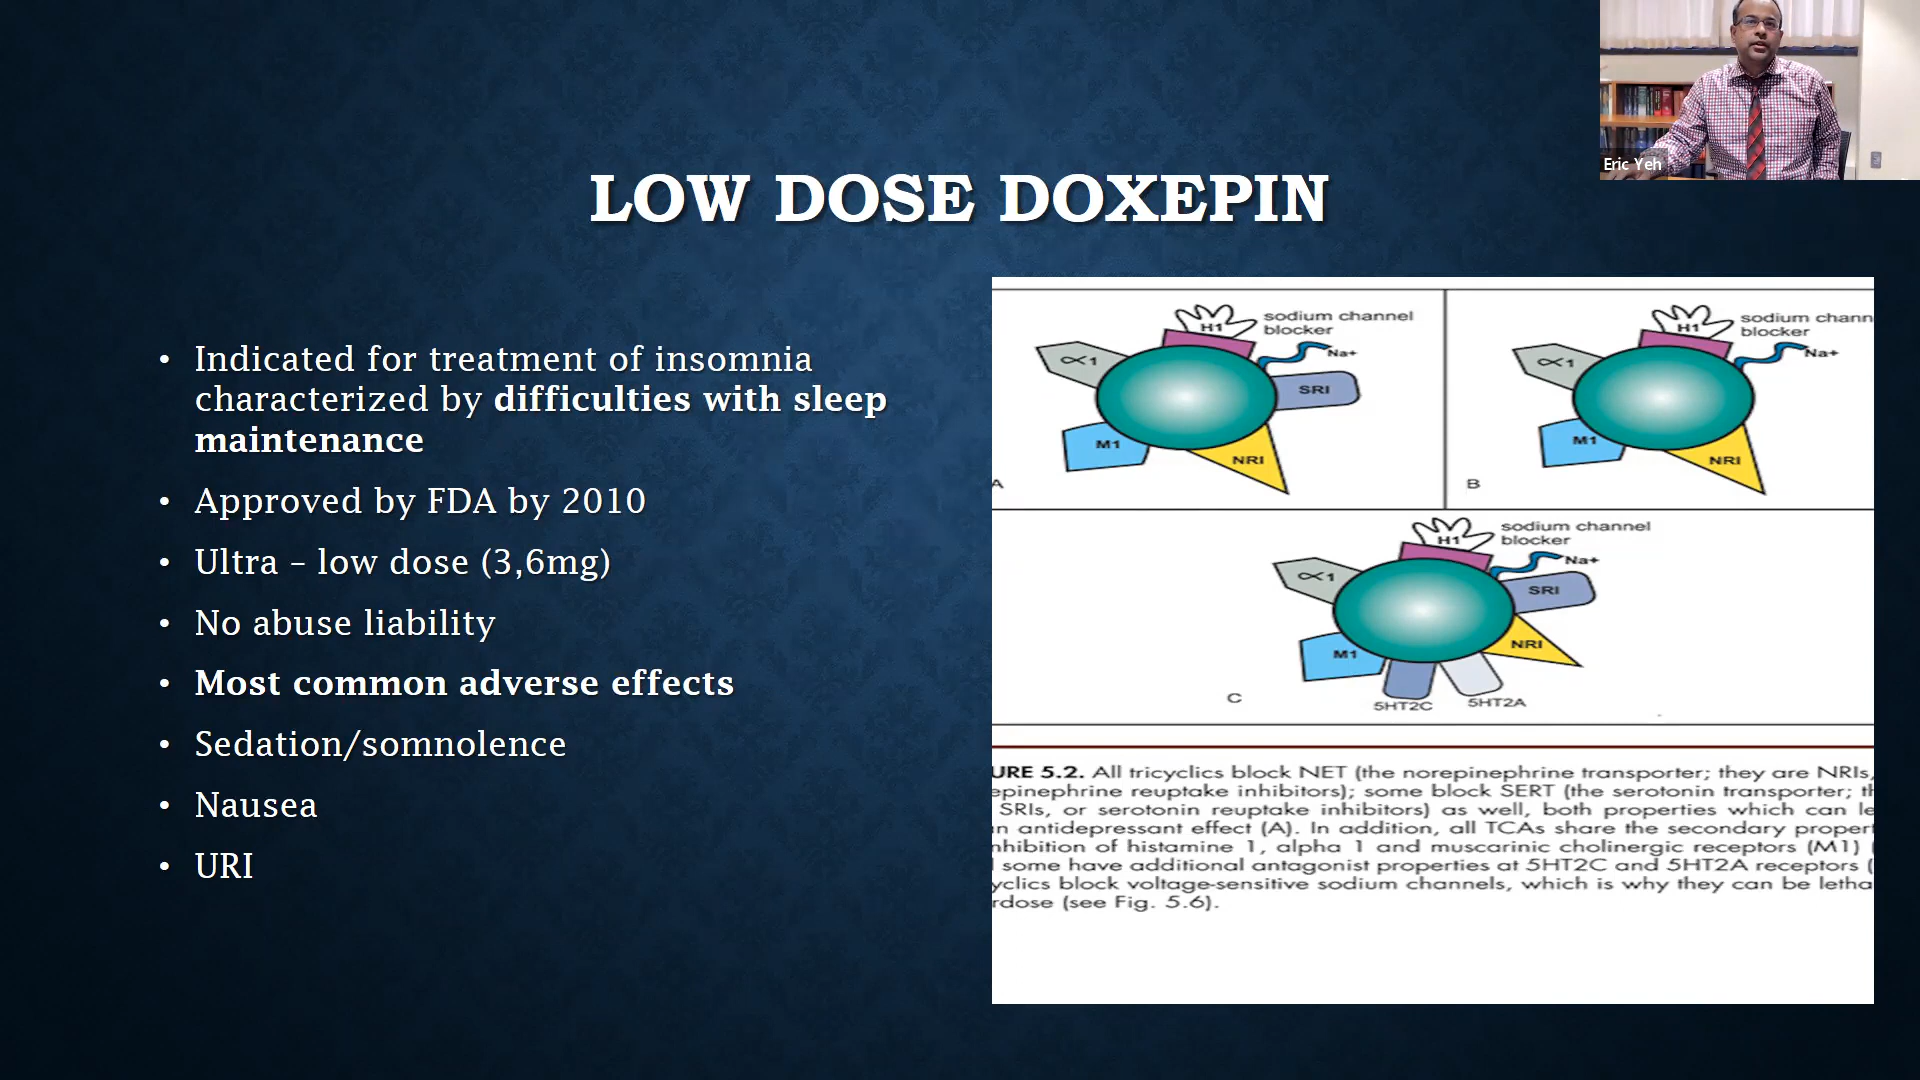 Eric Yeh
LOW DOSE DOXEPIN
• Indicated for treatment of insomnia
characterized by difficulties with sleep
maintenance
• Approved by FDA by 2010
• Ultra – low dose (3,6mg)
• No abuse liability
• Most common adverse effects
• Sedation/somnolence
• Nausea
• URI
H1
sodium channel
blocker
Na+
∝1
SRI
M1
NRI
A
H1
sodium chann
blocker
Na+
∝1
M1
NRI
B
H1
sodium channel
blocker
Na+
∝1
SRI
NRI
M1
5HT2C
5HT2A
C
URE 5.2. All tricyclics block NET (the norepinephrine transporter; they are NRIs,
epinephrine reuptake inhibitors); some block SERT (the serotonin transporter; th
SRIs, or serotonin reuptake inhibitors) as well, both properties which can le
n antidepressant effect (A). In addition, all TCAs share the secondary propert
nhibition of histamine 1, alpha 1 and muscarinic cholinergic receptors (M1) (
some have additional antagonist properties at 5HT2C and 5HT2A receptors (
yclics block voltage-sensitive sodium channels, which is why they can be letha
rdose (see Fig. 5.6).